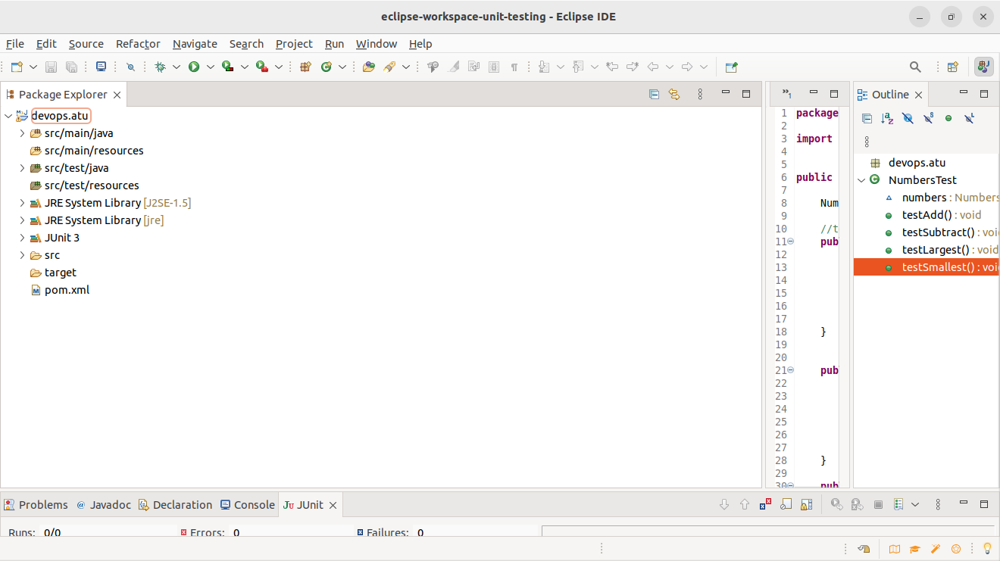 eclipse-workspace-unit-testing - Eclipse IDE
File Edit Source Refactor Navigate Search Project Run Window Help
Package Explorer
devops.atu
src/main/java
src/main/resources
src/test/java
src/test/resources
JRE System Library [J2SE-1.5]
JRE System Library [jre]
JUnit 3
src
target
pom.xml
»1
1 package
2
3 import
4
5
6 public
7
8 Num
9
10 //t
11 pub
12
13
14
15
16
17
18 }
19
20
21 pub
22
23
24
25
26
27
28 }
29
30 pub
Outline
devops.atu
NumbersTest
numbers : Numbers
testAdd() : void
testSubtract() : voi
testLargest() : void
testSmallest() : voi
Problems @ Javadoc Declaration Console JUnit
Runs: 0/0 Errors: 0 Failures: 0